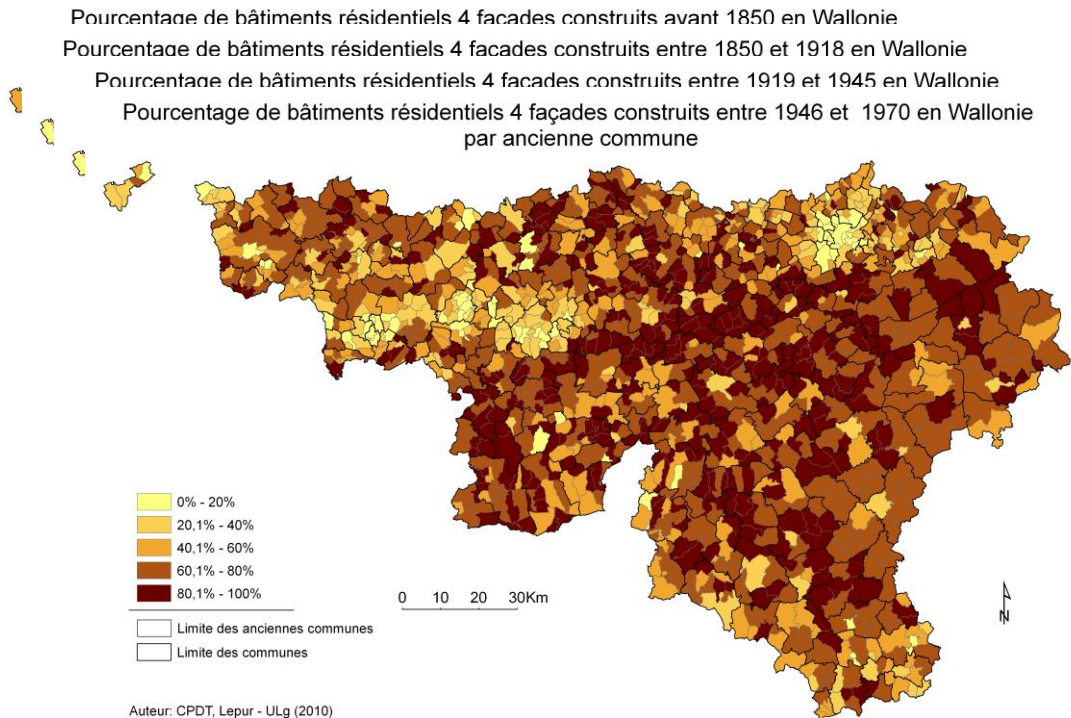 Pourcentage de bâtiments résidentiels 4 facades construits avant 1850 en Wallonie
Pourcentage de bâtiments résidentiels 4 facades construits entre 1850 et 1918 en Wallonie
Pourcentage de bâtiments résidentiels 4 facades construits entre 1919 et 1945 en Wallonie
Pourcentage de bâtiments résidentiels 4 façades construits entre 1946 et 1970 en Wallonie
par ancienne commune
0% - 20%
20,1% - 40%
40,1% - 60%
60,1% - 80%
80,1% - 100%
0 10 20 30Km
N
Limite des anciennes communes
Limite des communes
Auteur: CPDT, Lepur - ULg (2010)